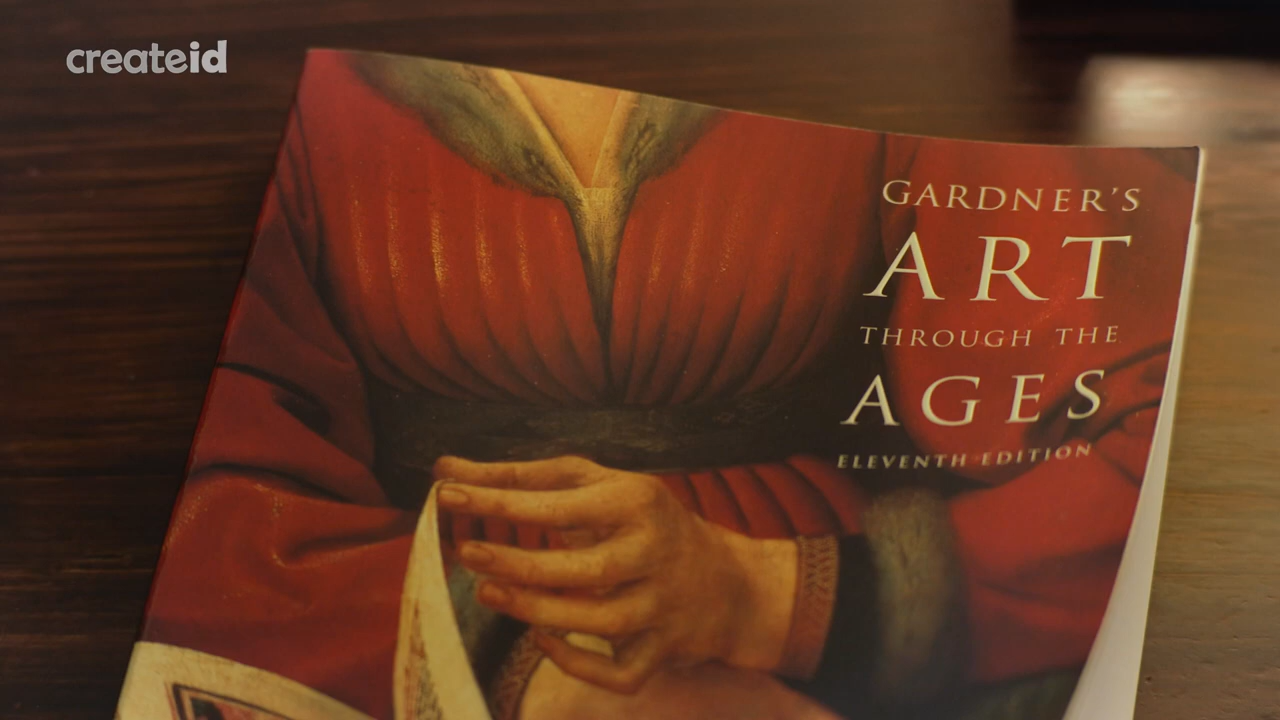 createid
GARDNER'S
ART
THROUGH THE
AGES
ELEVENTH EDITION